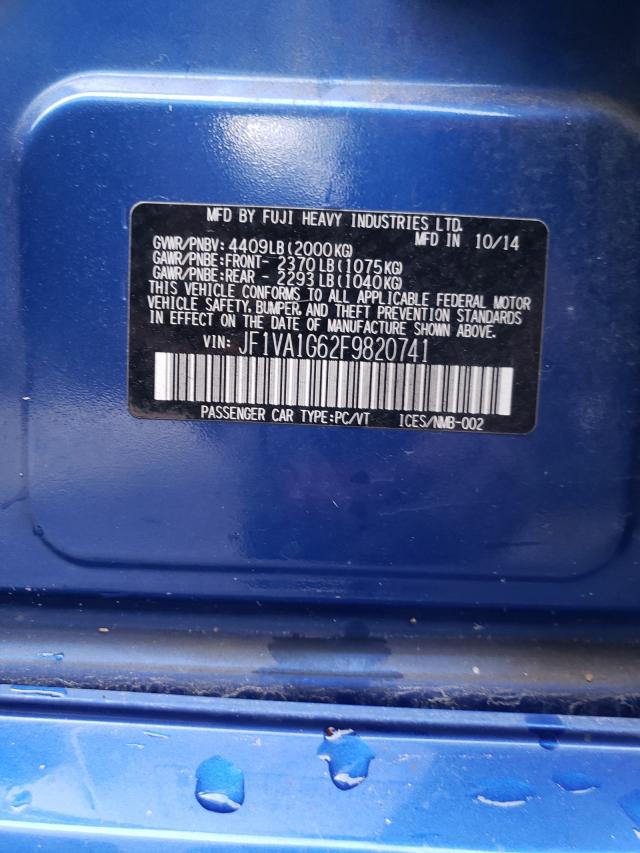 MFD BY FUJI HEAVY INDUSTRIES LTD.
MFD IN 10/14
GVWR/PNBV: 4409LB(2000KG)
GAWR/PNBE:FRONT- 2370LB(1075KG)
GAWR/PNBE:REAR - 2293LB(1040KG)
THIS VEHICLE CONFORMS TO ALL APPLICABLE FEDERAL MOTOR
VEHICLE SAFETY, BUMPER, AND THEFT PREVENTION STANDARDS
IN EFFECT ON THE DATE OF MANUFACTURE SHOWN ABOVE.
VIN: JF1VA1G62F9820741
PASSENGER CAR TYPE:PC/VT ICES/NMB-002